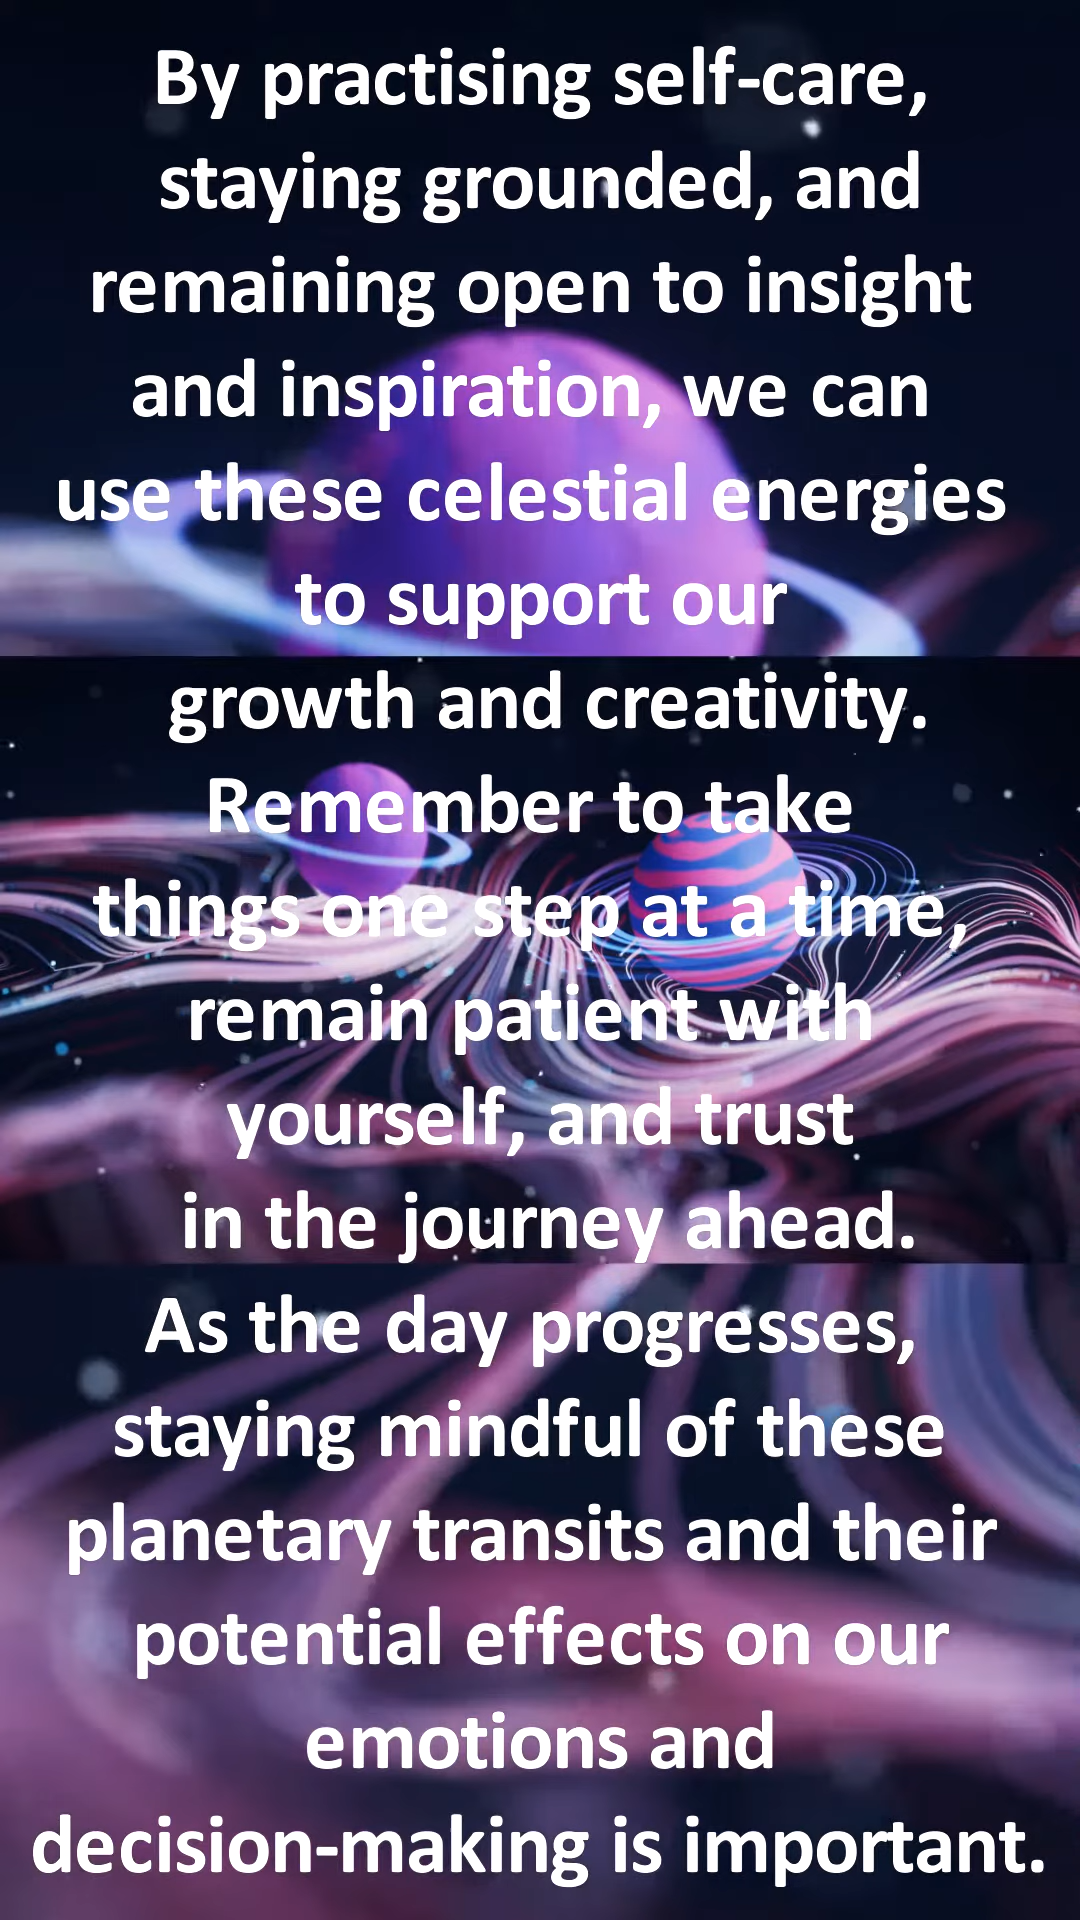 By practising self-care,
staying grounded, and
remaining open to insight
and inspiration, we can
use these celestial energies
to support our
growth and creativity.
Remember to take
things one step at a time,
remain patient with
yourself, and trust
in the journey ahead.
As the day progresses,
staying mindful of these
planetary transits and their
potential effects on our
emotions and
decision-making is important.